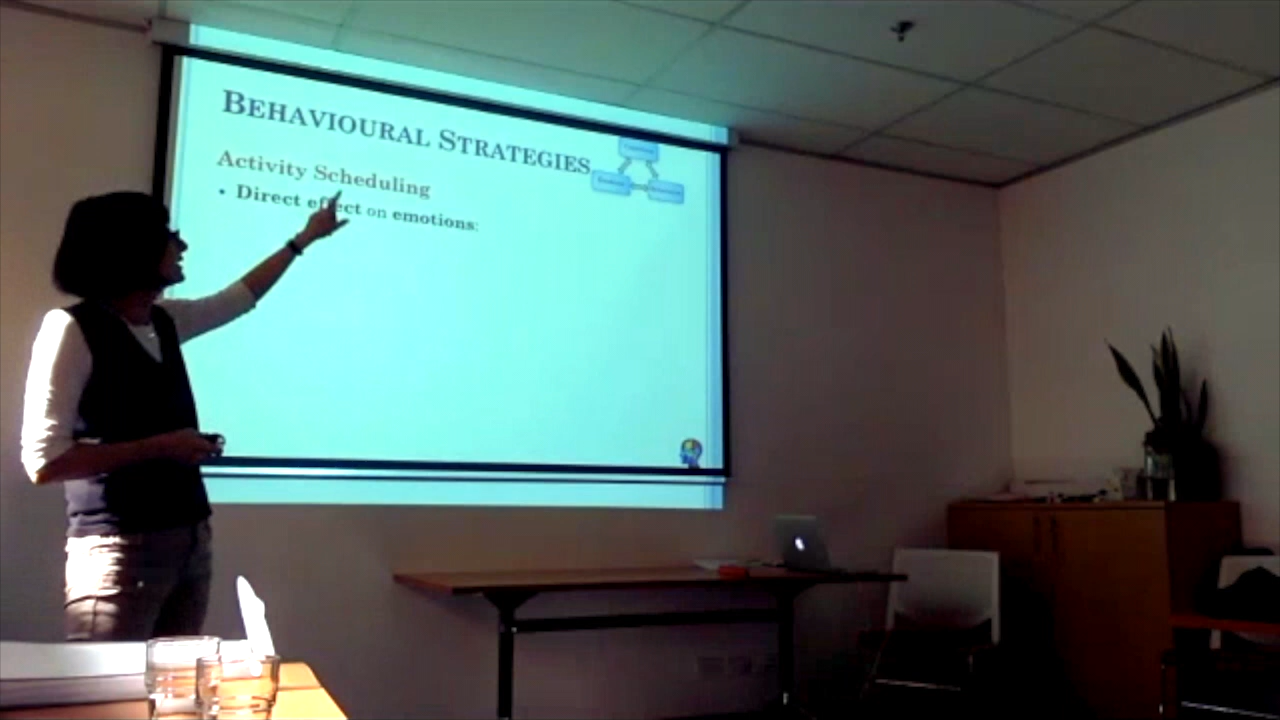 BEHAVIOURAL STRATEGIES
Activity Scheduling
• Direct effect on emotions: